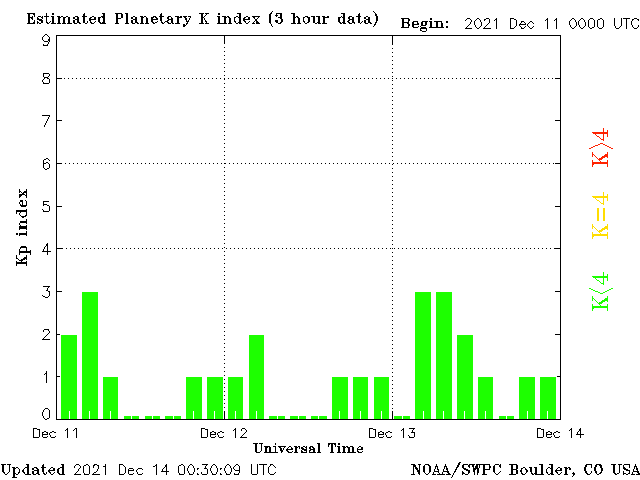 Estimated Planetary K index (3 hour data) Begin: 2021 Dec 11 0000 UTC
9
8
7
6
5
4
3
2
1
0
Kp index
K>4
K=4
K<4
Dec 11 Dec 12 Dec 13 Dec 14
Universal Time
Updated 2021 Dec 14 00:30:09 UTC NOAA/SWPC Boulder, CO USA